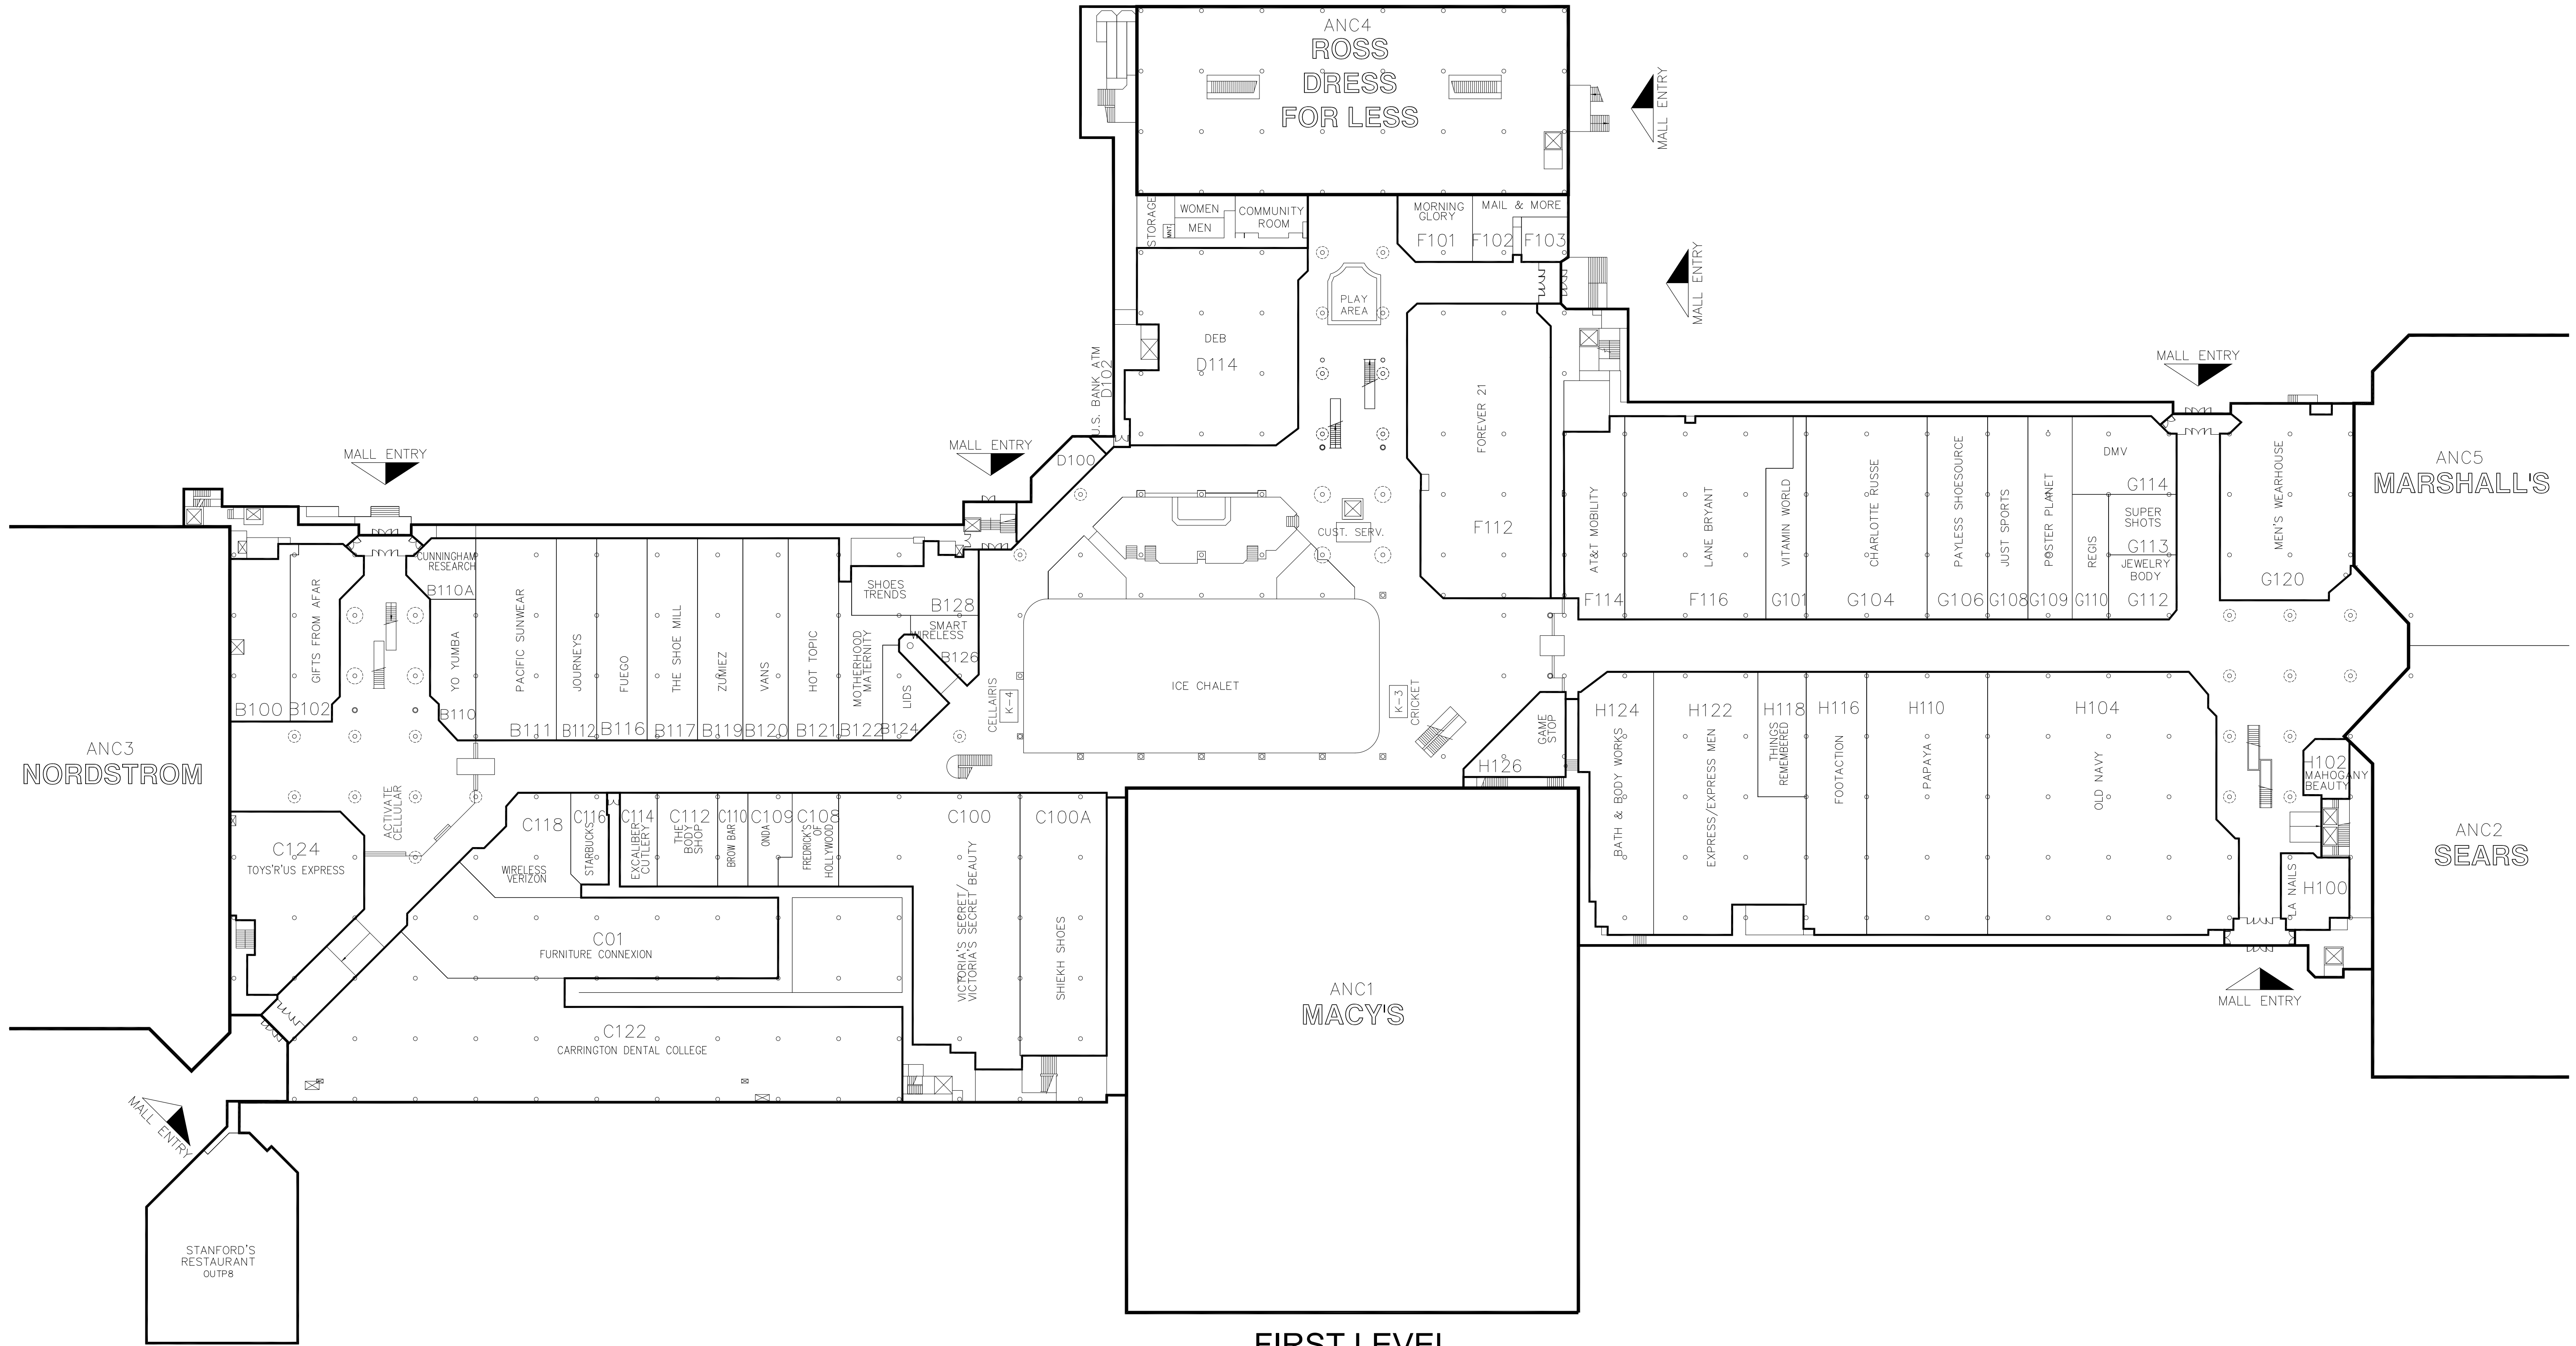 ANC4
ROSS
DRESS
FOR LESS
MALL ENTRY
STORAGE
MNT.
WOMEN
MEN
COMMUNITY
ROOM
MORNING
GLORY
F101
MAIL & MORE
F102
F103
MALL ENTRY
PLAY
AREA
DEB
D114
U.S. BANK ATM
D102
D100
FOREVER 21
F112
CUST. SERV.
MALL ENTRY
MALL ENTRY
MALL ENTRY
ANC3
NORDSTROM
B100
GIFTS FROM AFAR
B102
CUNNINGHAM
RESEARCH
B110A
YO YUMBA
B110
PACIFIC SUNWEAR
B111
JOURNEYS
B112
FUEGO
B116
THE SHOE MILL
B117
ZUMIEZ
B119
VANS
B120
HOT TOPIC
B121
MOTHERHOOD
MATERNITY
B122
LIDS
B124
SHOES
TRENDS
B128
SMART
WIRELESS
B126
CELLAIRIS
K-4
ICE CHALET
K-3
CRICKET
AT&T MOBILITY
F114
LANE BRYANT
F116
VITAMIN WORLD
G101
CHARLOTTE RUSSE
G104
PAYLESS SHOESOURCE
G106
JUST SPORTS
G108
POSTER PLANET
G109
REGIS
G110
DMV
G114
SUPER
SHOTS
G113
JEWELRY
BODY
G112
MEN'S WEARHOUSE
G120
ANC5
MARSHALL'S
GAME
STOP
H126
H124
BATH & BODY WORKS
H122
EXPRESS/EXPRESS MEN
H118
THINGS
REMEMBERED
H116
FOOTACTION
H110
PAPAYA
H104
OLD NAVY
H102
MAHOGANY
BEAUTY
LA NAILS
H100
ANC2
SEARS
MALL ENTRY
ACTIVATE
CELLULAR
C124
TOYS'R'US EXPRESS
C118
WIRELESS
VERIZON
C116
STARBUCKS
C114
EXCALIBER
CUTLERY
C112
THE
BODY
SHOP
C110
BROW BAR
C109
ONDA
C108
FREDRICK'S
OF
HOLLYWOOD
C100
VICTORIA'S SECRET/
VICTORIA'S SECRET BEAUTY
C100A
SHIEKH SHOES
C01
FURNITURE CONNEXION
C122
CARRINGTON DENTAL COLLEGE
ANC1
MACY'S
MALL ENTRY
STANFORD'S
RESTAURANT
OUTP8
FIRST LEVEL